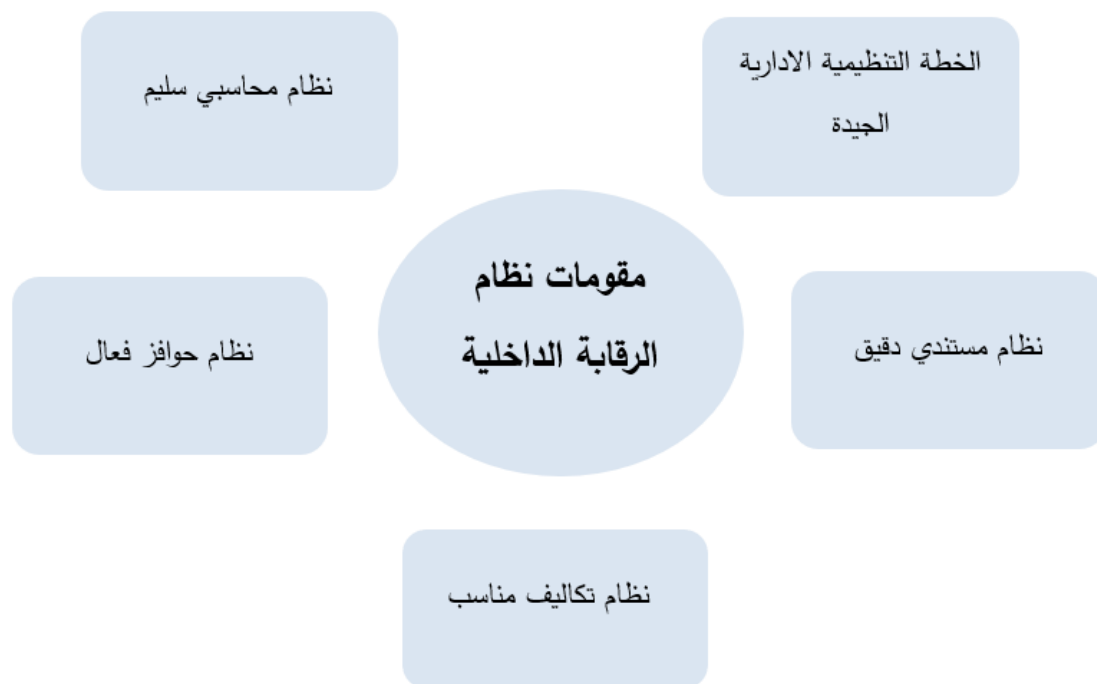 الخطة التنظيمية الادارية
الجيدة
نظام محاسبي سليم
مقومات نظام
الرقابة الداخلية
نظام مستندي دقيق
نظام حوافز فعال
نظام تكاليف مناسب